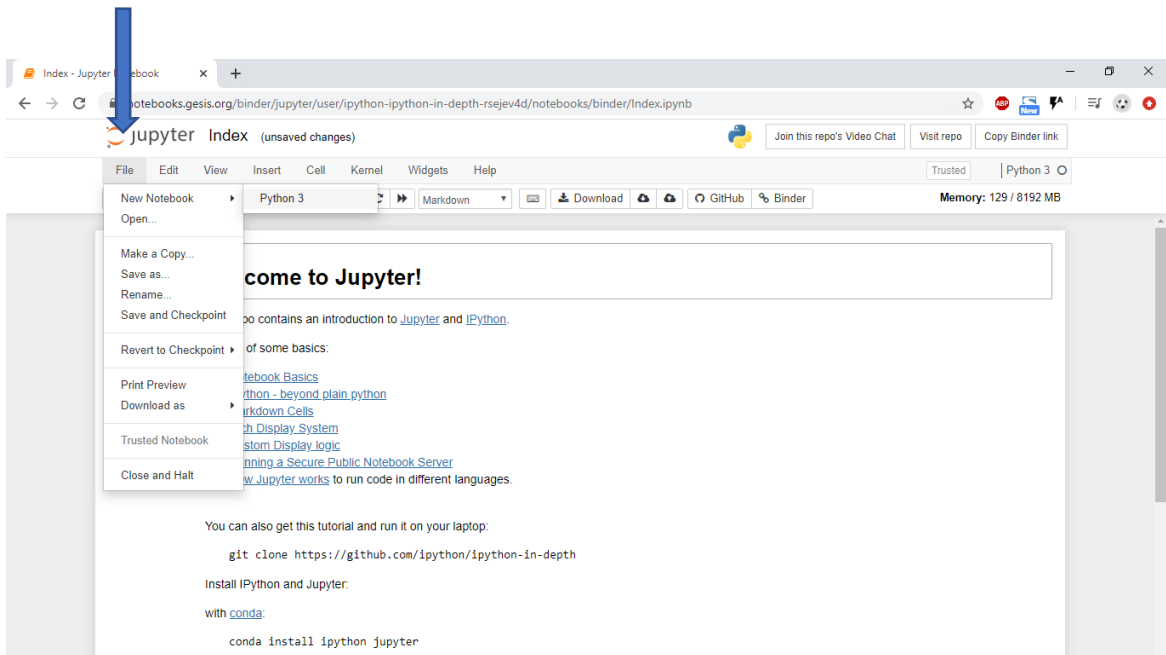 Index - Jupyter N ebook
notebooks.gesis.org/binder/jupyter/user/ipython-ipython-in-depth-rsejev4d/notebooks/binder/Index.ipynb
ABP
New
jupyter Index (unsaved changes)
Join this repo's Video Chat
Visit repo
Copy Binder link
File Edit View Insert Cell Kernel Widgets Help
Trusted
Python 3
New Notebook
Python 3
Markdown
Download
GitHub
Binder
Memory: 129 / 8192 MB
Open...
Make a Copy...
Save as...
Rename...
Save and Checkpoint
Revert to Checkpoint
Print Preview
Download as
Trusted Notebook
Close and Halt
come to Jupyter!
po contains an introduction to Jupyter and IPython.
of some basics:
tebook Basics
ython - beyond plain python
arkdown Cells
ch Display System
stom Display logic
nning a Secure Public Notebook Server
ow Jupyter works to run code in different languages.
You can also get this tutorial and run it on your laptop:
git clone https://github.com/ipython/ipython-in-depth
Install IPython and Jupyter:
with conda:
conda install ipython jupyter